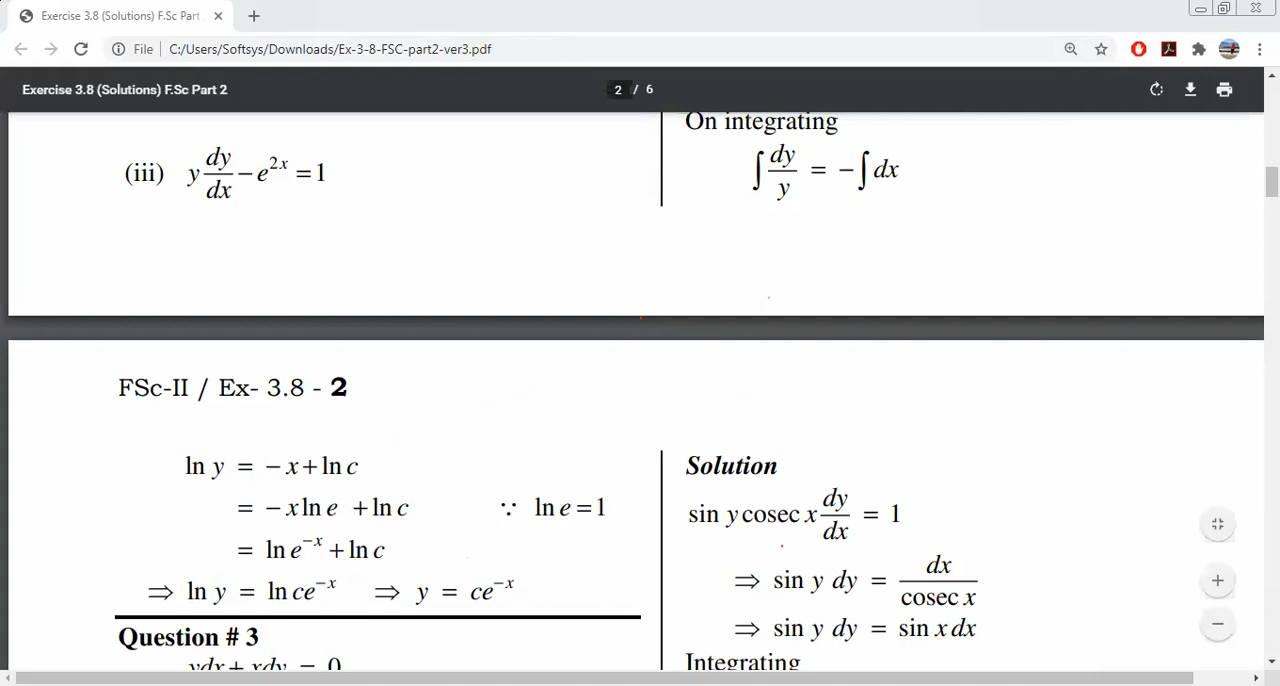 Exercise 3.8 (Solutions) F.Sc Part
File
C:/Users/Softsys/Downloads/Ex-3-8-FSC-part2-ver3.pdf
Exercise 3.8 (Solutions) F.Sc Part 2
2 / 6
(iii) y dy/dx − e^{2x} = 1
On integrating
∫ dy/y = − ∫ dx
FSc-II / Ex- 3.8 - 2
ln y = − x + ln c
= − x ln e + ln c ∵ ln e = 1
= ln e^{−x} + ln c
⇒ ln y = ln ce^{−x} ⇒ y = ce^{−x}
Question # 3
ydx + xdy = 0
Solution
sin y cosec x dy/dx = 1
⇒ sin y dy = dx/cosec x
⇒ sin y dy = sin x dx
Integrating